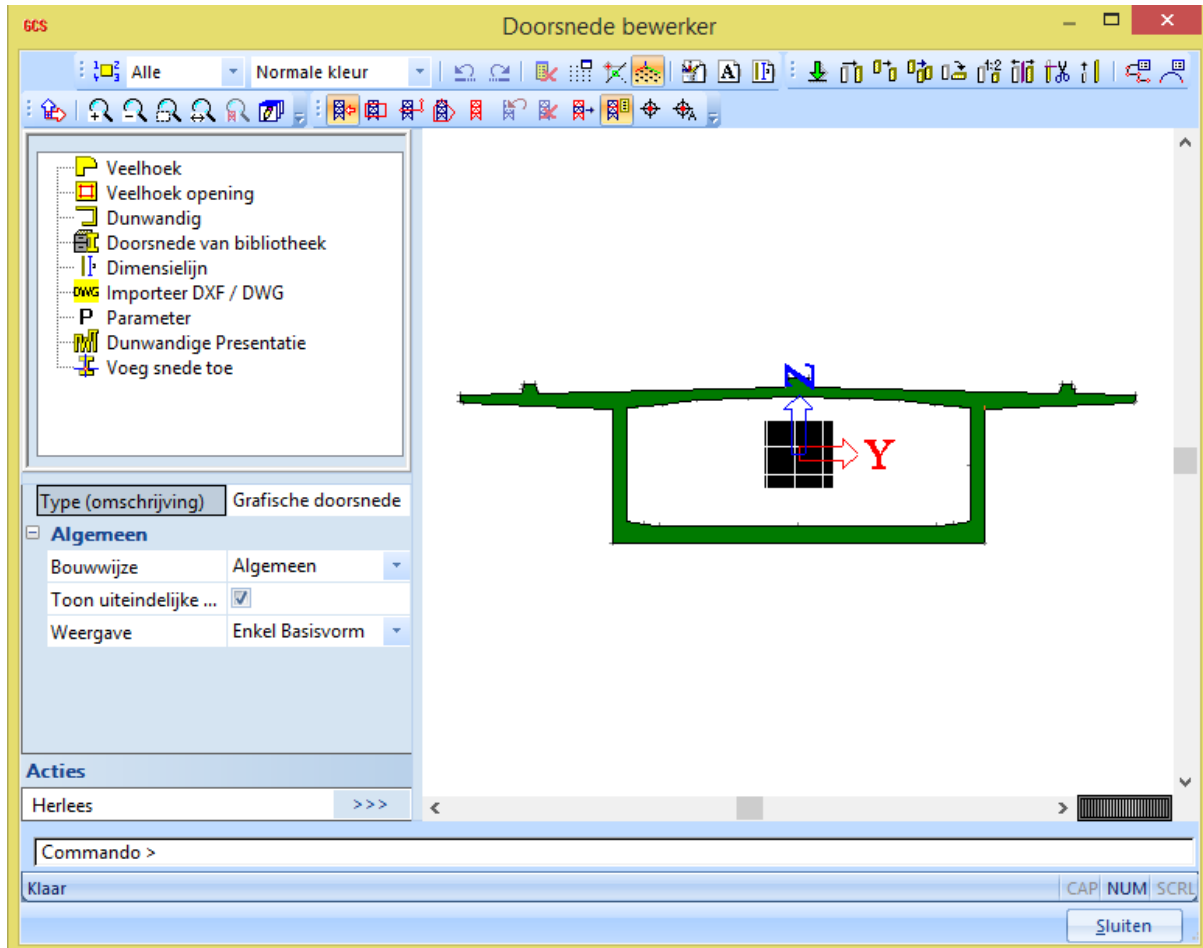 GCS Doorsnede bewerker
Alle Normale kleur
Veelhoek
Veelhoek opening
Dunwandig
Doorsnede van bibliotheek
Dimensielijn
DWG Importeer DXF / DWG
P Parameter
Dunwandige Presentatie
Voeg snede toe
Type (omschrijving) Grafische doorsnede
Algemeen
Bouwwijze Algemeen
Toon uiteindelijke ...
Weergave Enkel Basisvorm
Acties
Herlees >>>
Z
Y
Commando >
Klaar CAP NUM SCRL
Sluiten